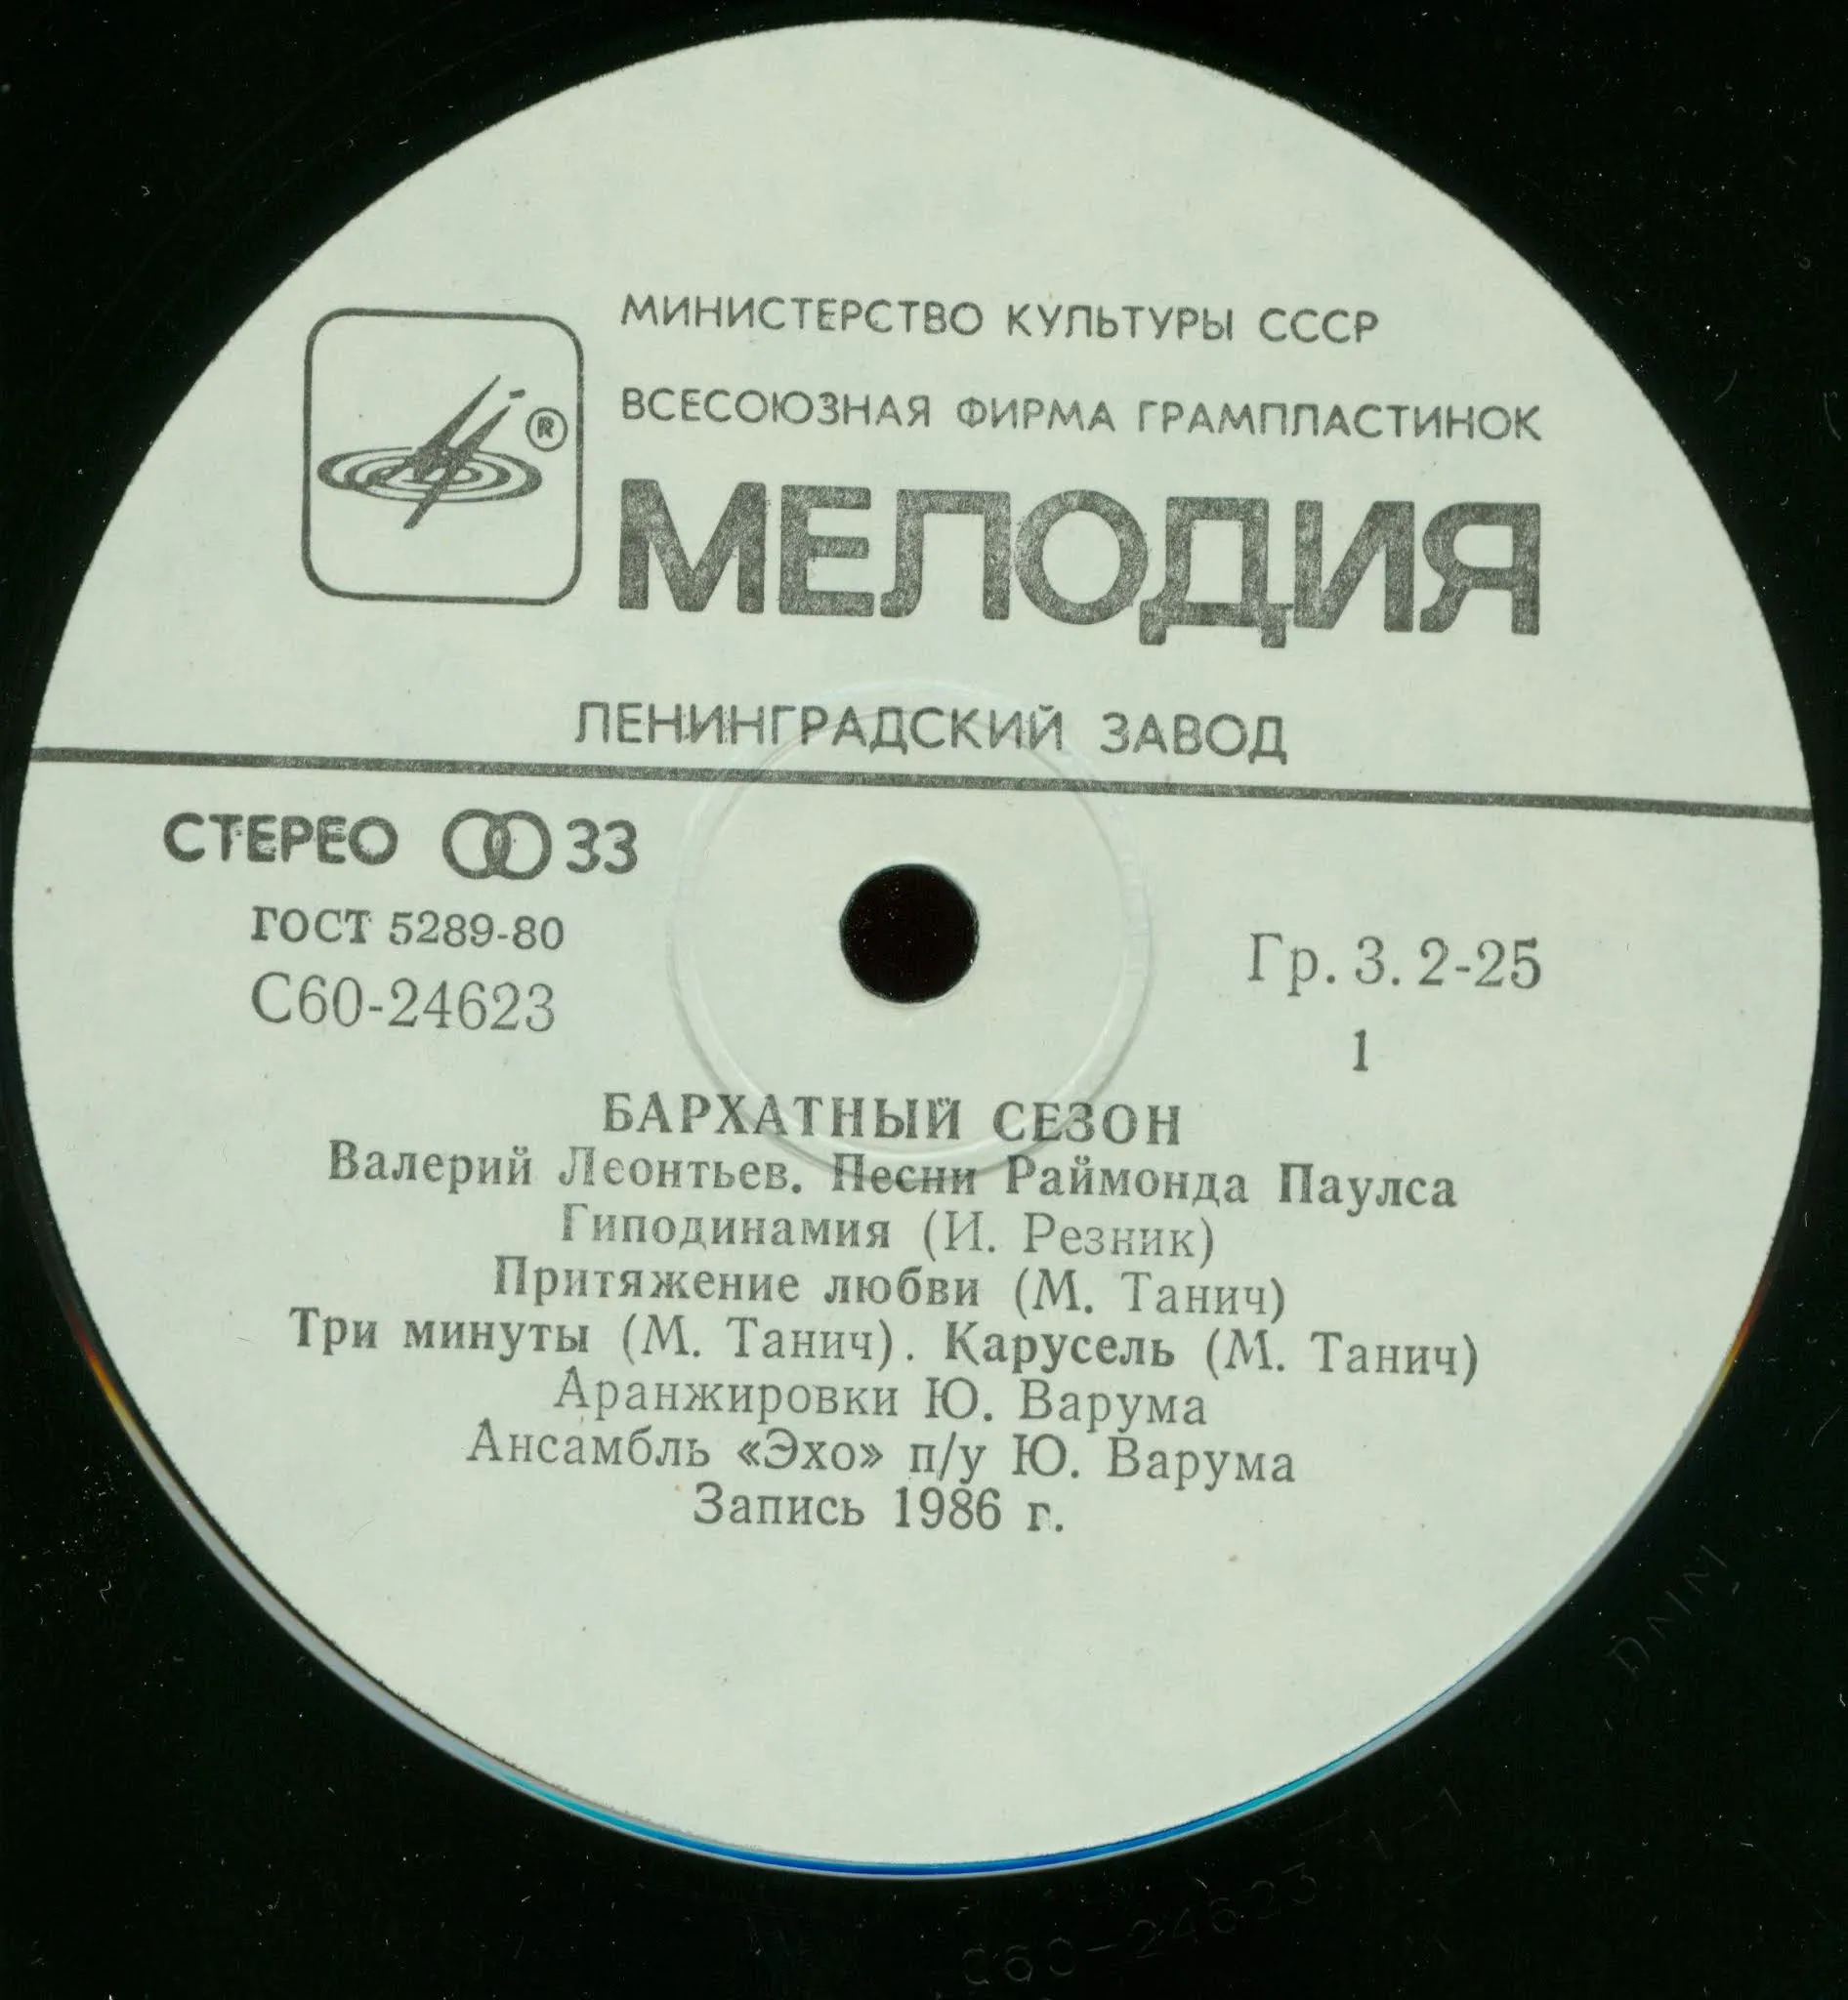 МИНИСТЕРСТВО КУЛЬТУРЫ СССР
ВСЕСОЮЗНАЯ ФИРМА ГРАМПЛАСТИНОК
®
МЕЛОДИЯ
ЛЕНИНГРАДСКИЙ ЗАВОД
СТЕРЕО 33
ГОСТ 5289-80
С60-24623
Гр. 3. 2-25
1
БАРХАТНЫЙ СЕЗОН
Валерий Леонтьев. Песни Раймонда Паулса
Гиподинамия (И. Резник)
Притяжение любви (М. Танич)
Три минуты (М. Танич). Карусель (М. Танич)
Аранжировки Ю. Варума
Ансамбль «Эхо» п/у Ю. Варума
Запись 1986 г.